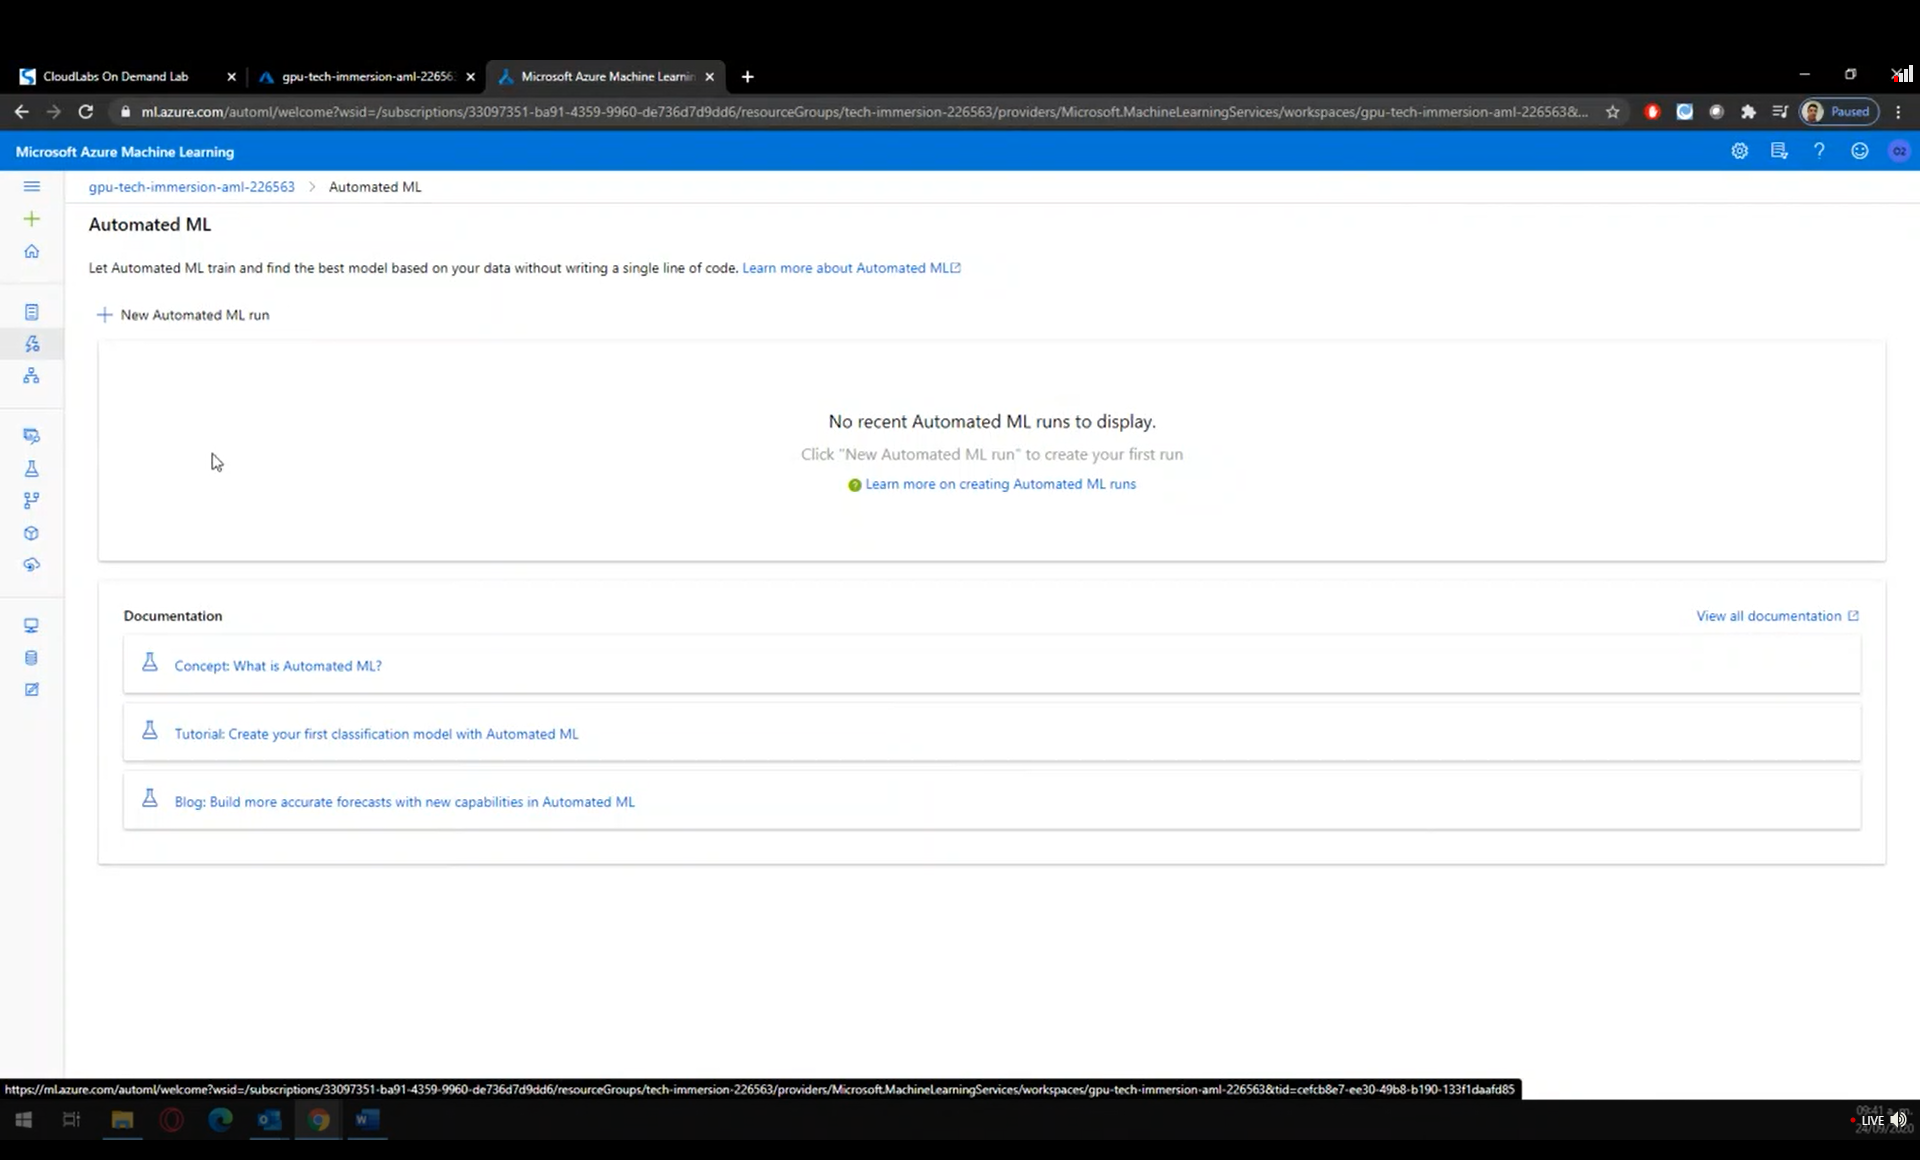 CloudLabs On Demand Lab
gpu-tech-immersion-aml-22656
Microsoft Azure Machine Learnin
ml.azure.com/automl/welcome?wsid=/subscriptions/33097351-ba91-4359-9960-de736d7d9dd6/resourceGroups/tech-immersion-226563/providers/Microsoft.MachineLearningServices/workspaces/gpu-tech-immersion-aml-226563&...
Paused
Microsoft Azure Machine Learning
OZ
gpu-tech-immersion-aml-226563 > Automated ML
Automated ML
Let Automated ML train and find the best model based on your data without writing a single line of code. Learn more about Automated ML
New Automated ML run
No recent Automated ML runs to display.
Click "New Automated ML run" to create your first run
Learn more on creating Automated ML runs
Documentation
View all documentation
Concept: What is Automated ML?
Tutorial: Create your first classification model with Automated ML
Blog: Build more accurate forecasts with new capabilities in Automated ML
https://ml.azure.com/automl/welcome?wsid=/subscriptions/33097351-ba91-4359-9960-de736d7d9dd6/resourceGroups/tech-immersion-226563/providers/Microsoft.MachineLearningServices/workspaces/gpu-tech-immersion-aml-226563&tid=cefcb8e7-ee30-49b8-b190-133f1daafd85
09:41 a. m.
LIVE
24/09/2020